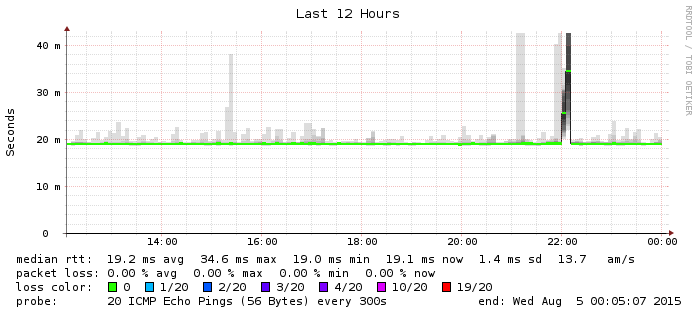 Last 12 Hours
RRDTOOL / TOBI OETIKER
Seconds
40 m
30 m
20 m
10 m
0
14:00 16:00 18:00 20:00 22:00 00:00
median rtt: 19.2 ms avg 34.6 ms max 19.0 ms min 19.1 ms now 1.4 ms sd 13.7 am/s
packet loss: 0.00 % avg 0.00 % max 0.00 % min 0.00 % now
loss color: 0 1/20 2/20 3/20 4/20 10/20 19/20
probe: 20 ICMP Echo Pings (56 Bytes) every 300s end: Wed Aug 5 00:05:07 2015